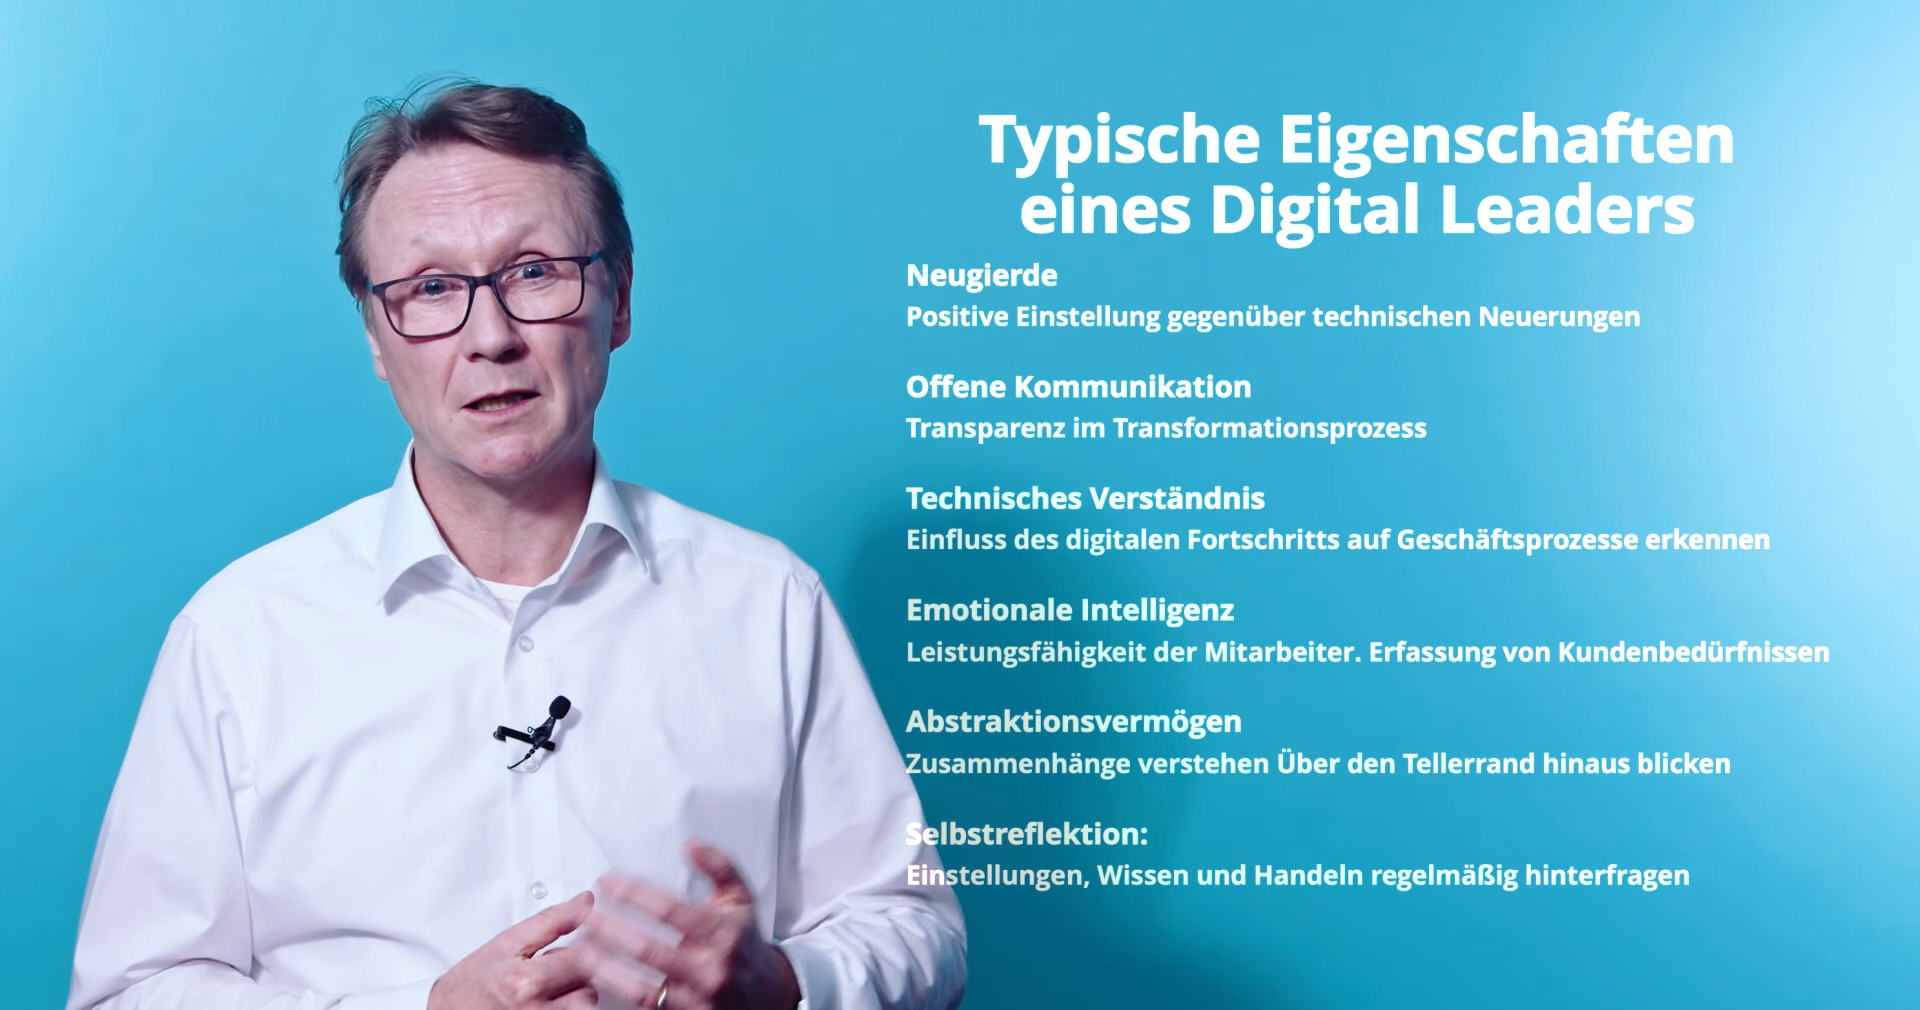 Typische Eigenschaften
eines Digital Leaders
Neugierde
Positive Einstellung gegenüber technischen Neuerungen
Offene Kommunikation
Transparenz im Transformationsprozess
Technisches Verständnis
Einfluss des digitalen Fortschritts auf Geschäftsprozesse erkennen
Emotionale Intelligenz
Leistungsfähigkeit der Mitarbeiter. Erfassung von Kundenbedürfnissen
Abstraktionsvermögen
Zusammenhänge verstehen Über den Tellerrand hinaus blicken
Selbstreflektion:
Einstellungen, Wissen und Handeln regelmäßig hinterfragen